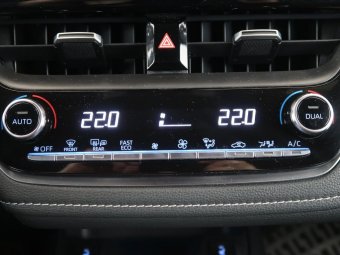 AUTO
22.0
22.0
DUAL
OFF
FRONT
REAR
FAST
ECO
A/C